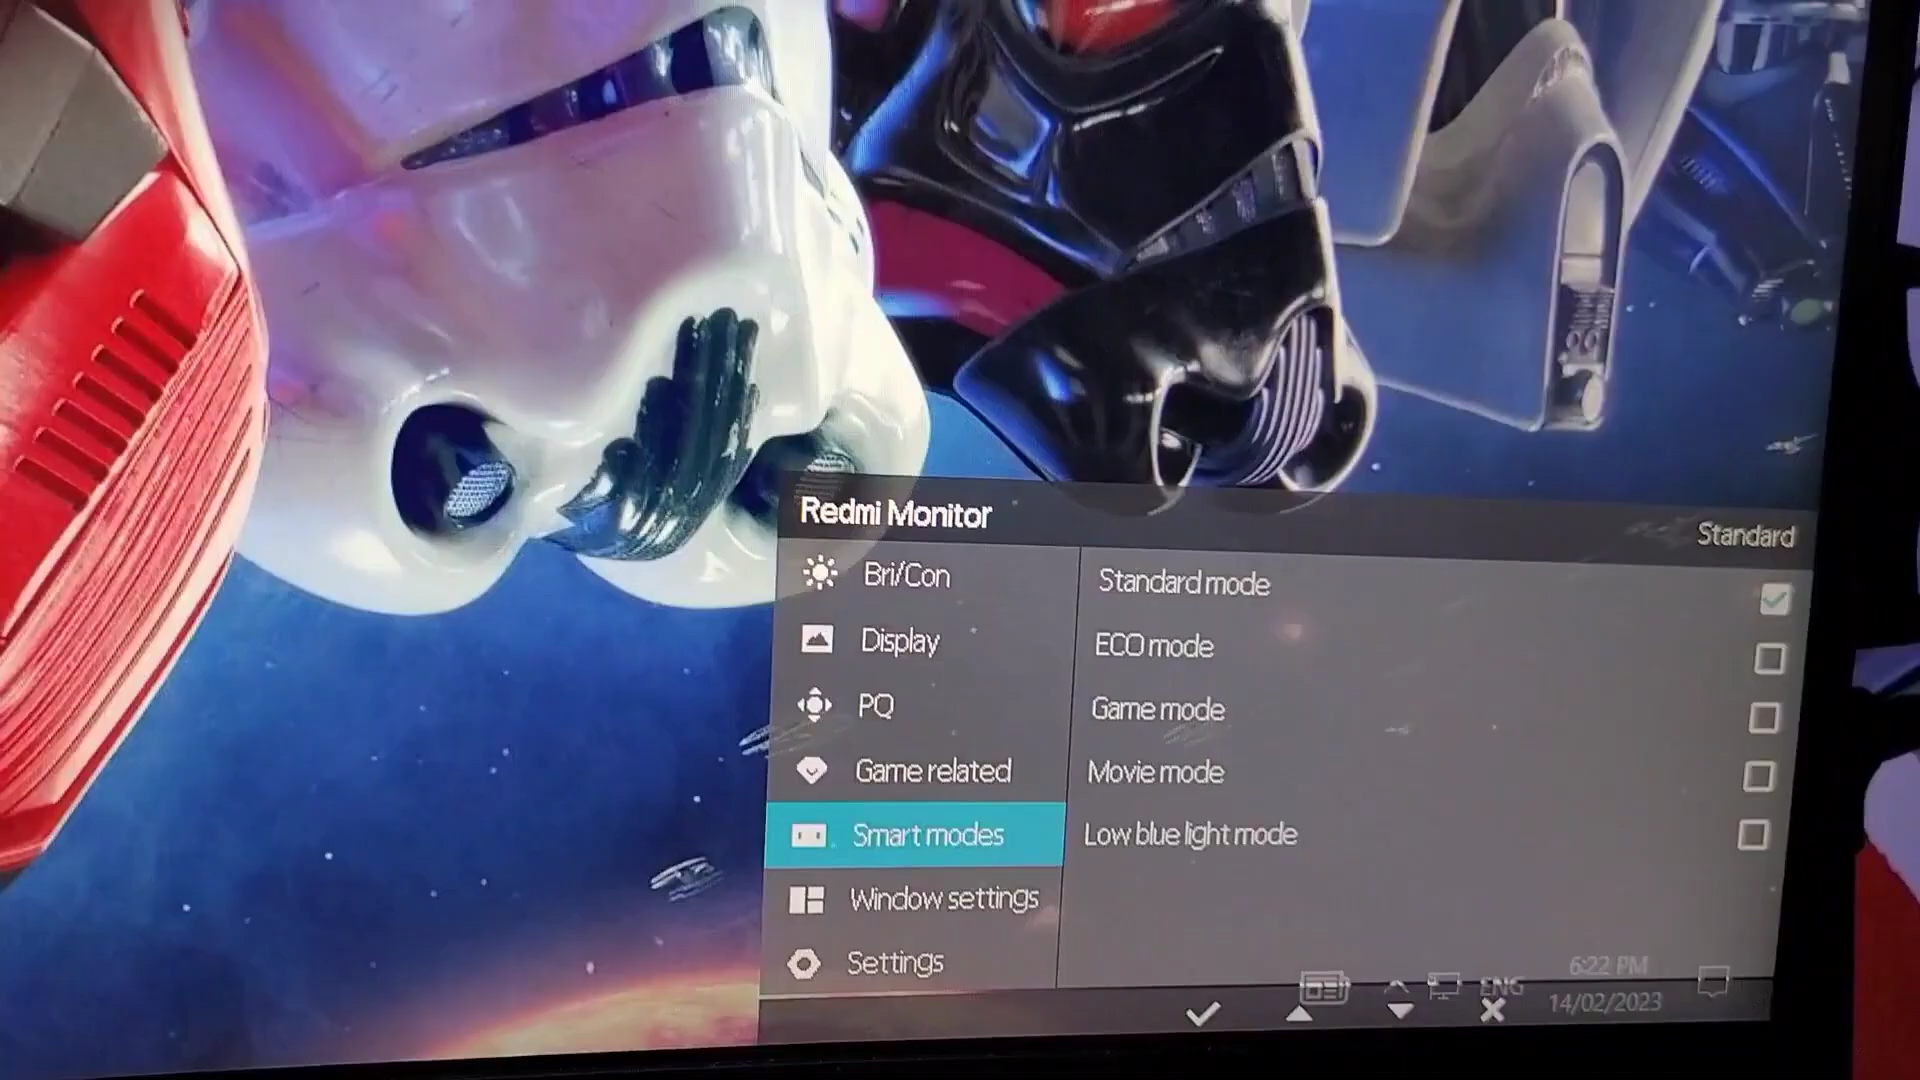 Redmi Monitor
Standard
Bri/Con
Display
PQ
Game related
Smart modes
Window settings
Settings
Standard mode
ECO mode
Game mode
Movie mode
Low blue light mode
ENG
6:22 PM
14/02/2023